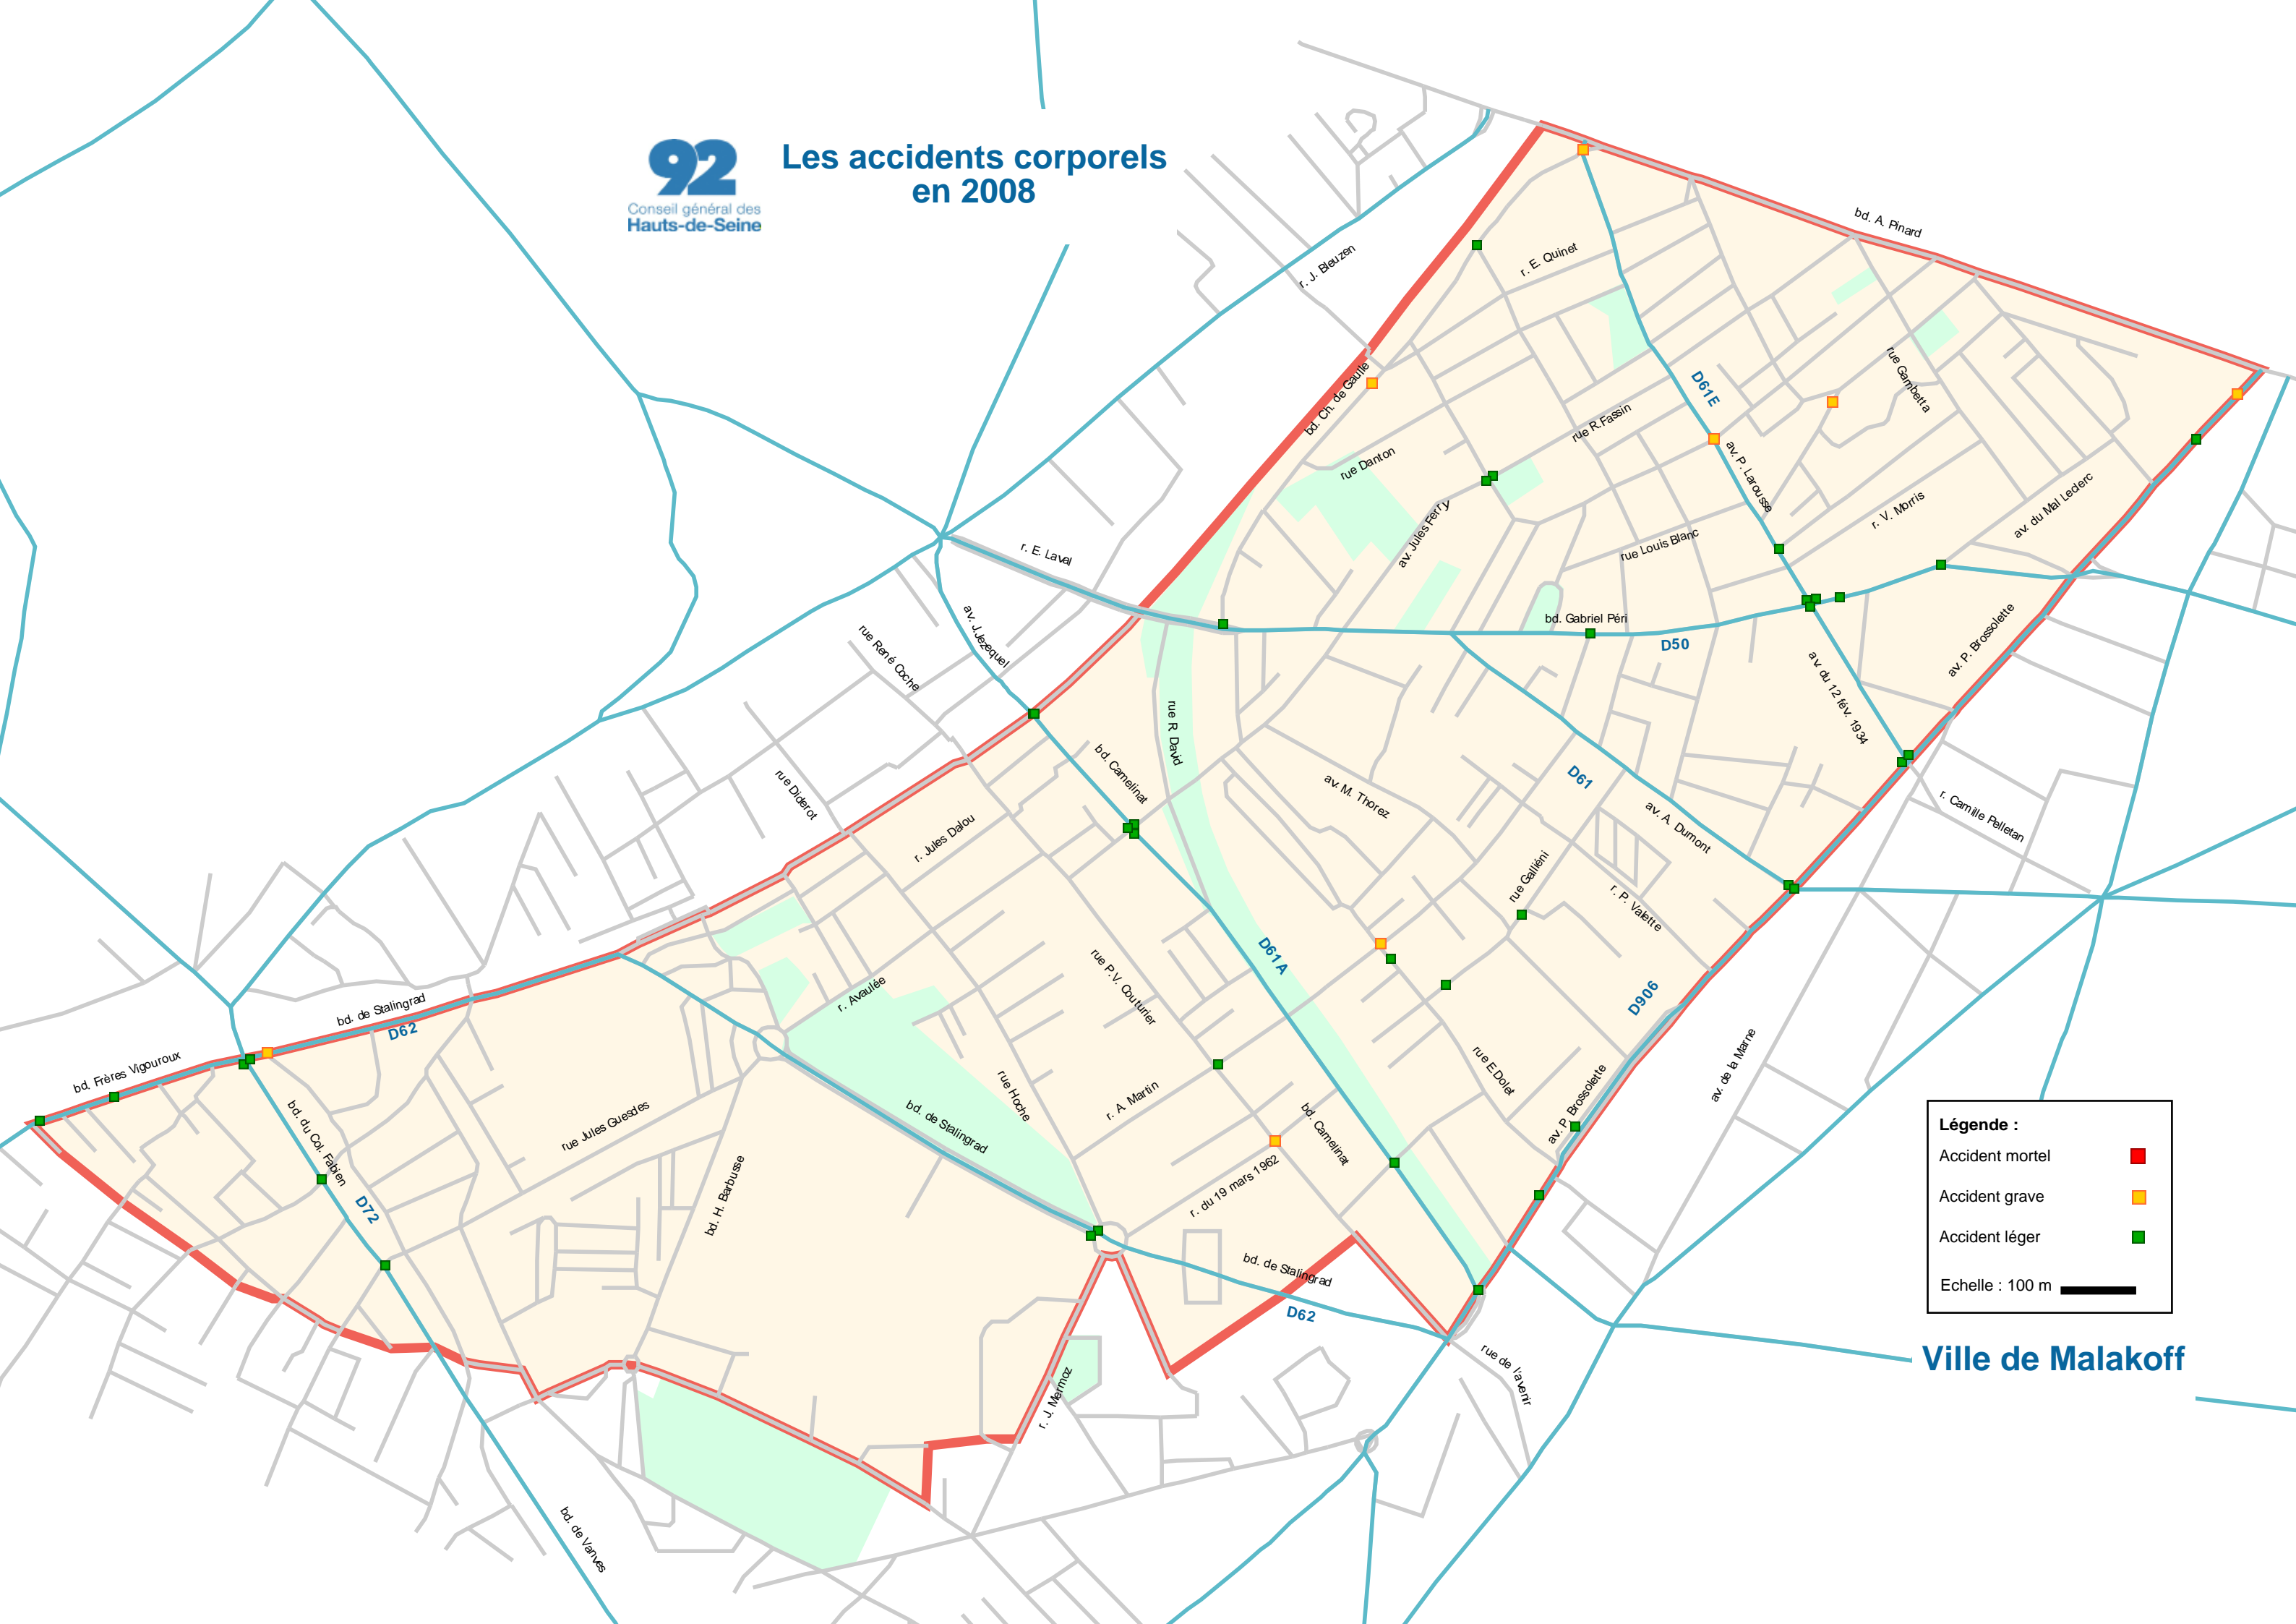 92
Conseil général des
Hauts-de-Seine
Les accidents corporels
en 2008
bd. A. Pinard
r. J. Bleuzen
r. E. Quinet
bd. Ch. de Gaulle
D61E
rue Gambetta
rue R.Fassin
rue Danton
av. P. Larousse
av. Jules Ferry
r. V. Morris
av. du Mal Leclerc
rue Louis Blanc
r. E. Laval
av. J.Jezequel
rue René Coche
bd. Gabriel Péri
D50
av. P. Brossolette
av. du 12 fév. 1934
rue R. David
bd. Camelinat
rue Diderot
r. Jules Dalou
av. M. Thorez
D61
av. A. Dumont
r. Camille Pelletan
rue Galliéni
r. P. Valette
D61A
rue P.V. Couturier
r. Avaulée
D906
bd. de Stalingrad
D62
bd. Frères Vigouroux
av. de la Marne
rue E.Dolet
av. P. Brossolette
rue Hoche
r. A. Martin
bd. Camelinat
bd. du Col. Fabien
rue Jules Guesdes
bd. de Stalingrad
D72
bd. H. Barbusse
r. du 19 mars 1962
bd. de Stalingrad
D62
r. J. Mermoz
rue de l'avenir
bd. de Vanves
Légende :
Accident mortel
Accident grave
Accident léger
Echelle : 100 m
Ville de Malakoff